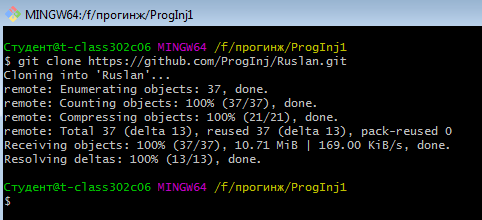 MINGW64:/f/прогинж/ProgInj1
Студент@t-class302c06 MINGW64 /f/прогинж/ProgInj1
$ git clone https://github.com/ProgInj/Ruslan.git
Cloning into 'Ruslan'...
remote: Enumerating objects: 37, done.
remote: Counting objects: 100% (37/37), done.
remote: Compressing objects: 100% (21/21), done.
remote: Total 37 (delta 13), reused 37 (delta 13), pack-reused 0
Receiving objects: 100% (37/37), 10.71 MiB | 169.00 KiB/s, done.
Resolving deltas: 100% (13/13), done.
Студент@t-class302c06 MINGW64 /f/прогинж/ProgInj1
$